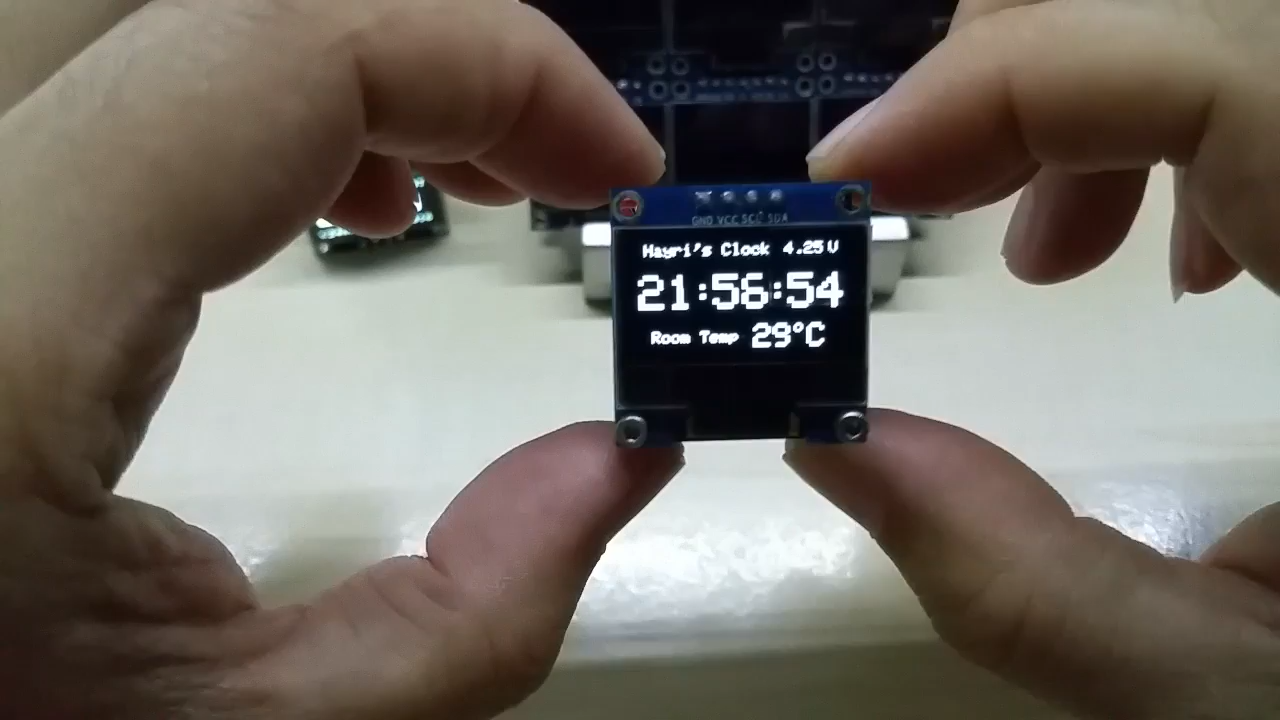 GND VCC SCL SDA
Hayri's Clock 4.25V
21:56:54
Room Temp 29°C